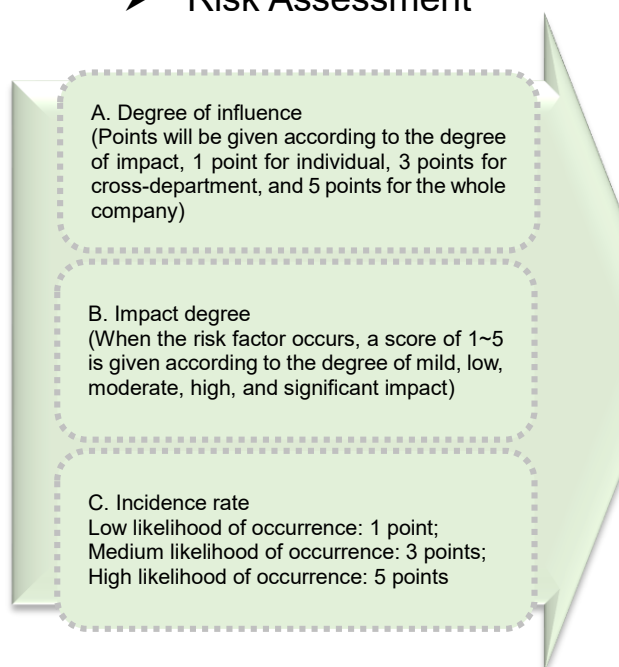 ➤ Risk Assessment
A. Degree of influence
(Points will be given according to the degree
of impact, 1 point for individual, 3 points for
cross-department, and 5 points for the whole
company)
B. Impact degree
(When the risk factor occurs, a score of 1~5
is given according to the degree of mild, low,
moderate, high, and significant impact)
C. Incidence rate
Low likelihood of occurrence: 1 point;
Medium likelihood of occurrence: 3 points;
High likelihood of occurrence: 5 points